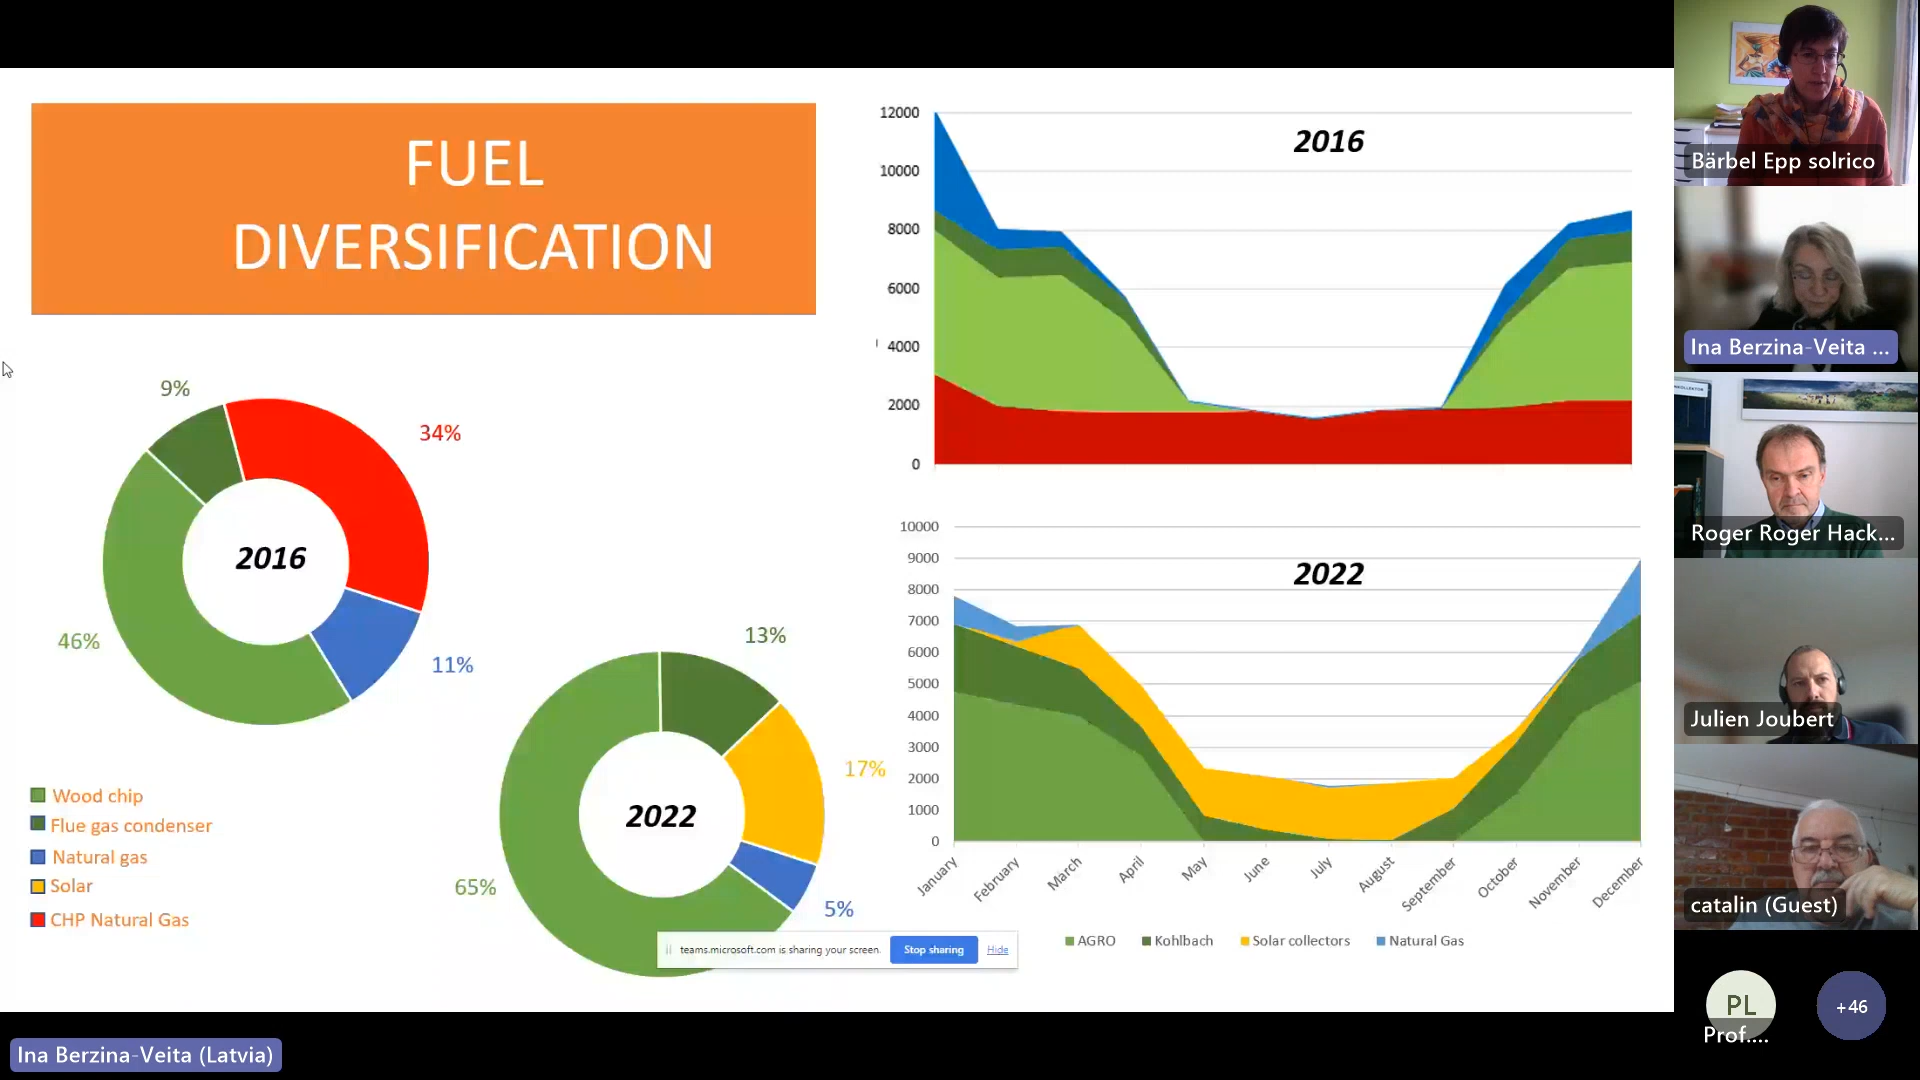 FUEL
DIVERSIFICATION
9%
34%
2016
46%
11%
13%
2022
17%
65%
5%
Wood chip
Flue gas condenser
Natural gas
Solar
CHP Natural Gas
2016
12000
10000
8000
6000
4000
2000
0
2022
10000
9000
8000
7000
6000
5000
4000
3000
2000
1000
0
January
February
March
April
May
June
July
August
September
October
November
December
AGRO
Kohlbach
Solar collectors
Natural Gas
teams.microsoft.com is sharing your screen.
Stop sharing
Hide
Bärbel Epp solrico
Ina Berzina-Veita ...
Roger Roger Hack...
Julien Joubert
catalin (Guest)
PL
Prof....
+46
Ina Berzina-Veita (Latvia)